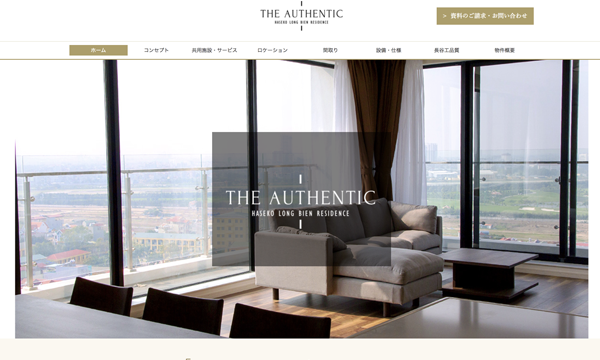 THE AUTHENTIC
HASEKO LONG BIEN RESIDENCE
> 資料のご請求・お問い合わせ
ホーム
コンセプト
共用施設・サービス
ロケーション
間取り
設備・仕様
長谷工品質
物件概要
THE AUTHENTIC
HASEKO LONG BIEN RESIDENCE